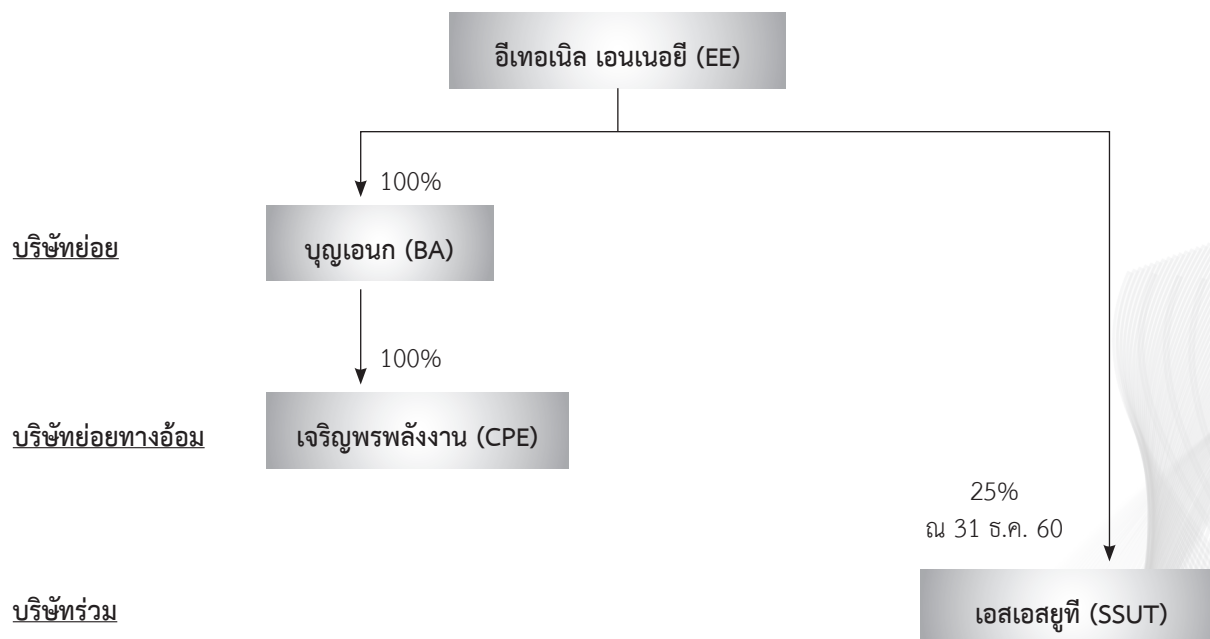 อีเทอเนิล เอนเนอยี (EE)
100%
บริษัทย่อย
บุญเอนก (BA)
100%
บริษัทย่อยทางอ้อม
เจริญพรพลังงาน (CPE)
25%
ณ 31 ธ.ค. 60
บริษัทร่วม
เอสเอสยูที (SSUT)